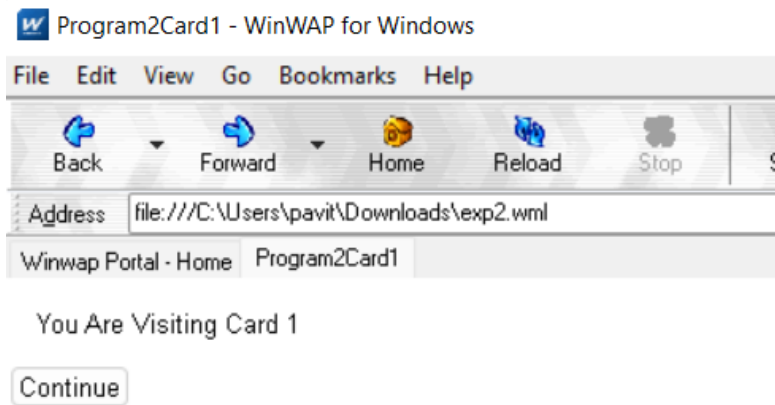 Program2Card1 - WinWAP for Windows
File Edit View Go Bookmarks Help
Back Forward Home Reload Stop S
Address file:///C:\Users\pavit\Downloads\exp2.wml
Winwap Portal - Home Program2Card1
You Are Visiting Card 1
Continue